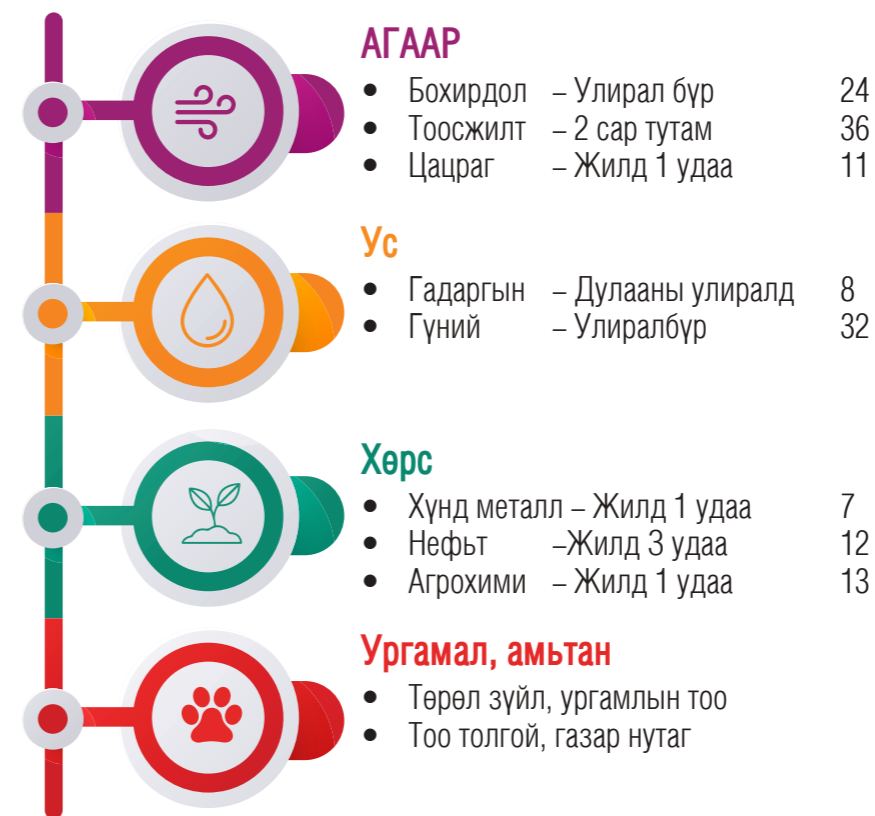 АГААР
• Бохирдол – Улирал бүр 24
• Тоосжилт – 2 сар тутам 36
• Цацраг – Жилд 1 удаа 11
Ус
• Гадаргын – Дулааны улиралд 8
• Гүний – Улиралбүр 32
Хөрс
• Хүнд металл – Жилд 1 удаа 7
• Нефьт –Жилд 3 удаа 12
• Агрохими – Жилд 1 удаа 13
Ургамал, амьтан
• Төрөл зүйл, ургамлын тоо
• Тоо толгой, газар нутаг